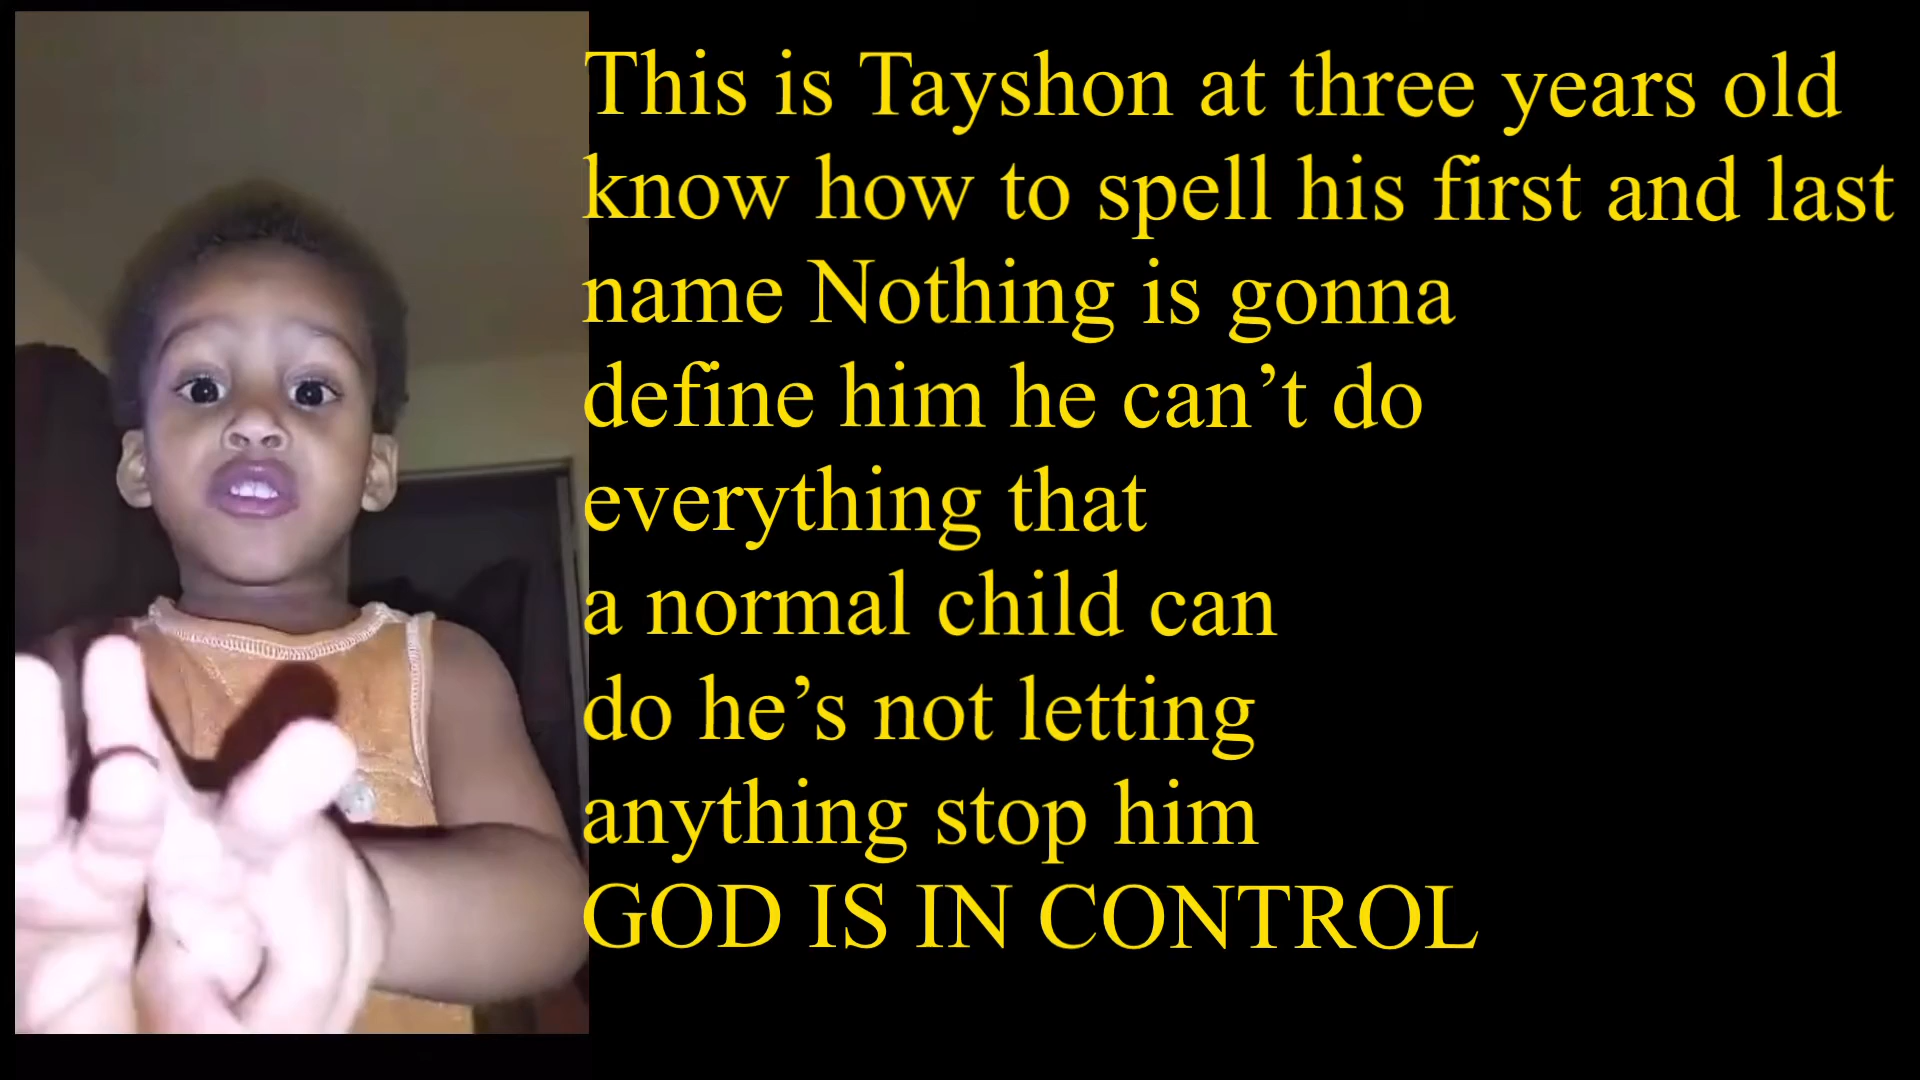 This is Tayshon at three years old
know how to spell his first and last
name Nothing is gonna
define him he can’t do
everything that
a normal child can
do he’s not letting
anything stop him
GOD IS IN CONTROL